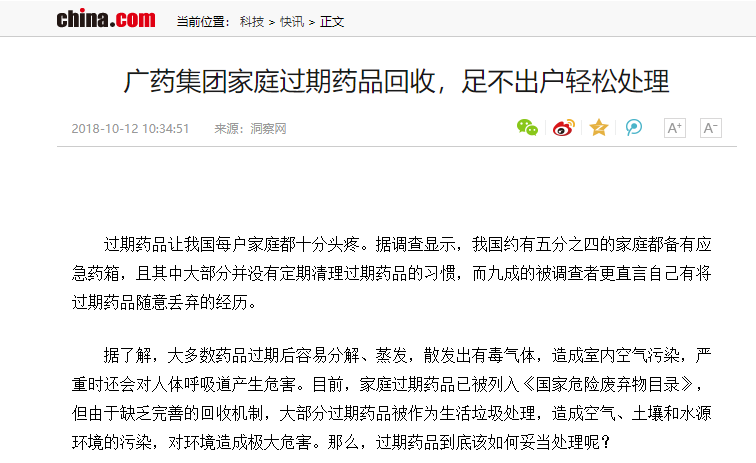 china.com 当前位置： 科技 > 快讯 > 正文
广药集团家庭过期药品回收，足不出户轻松处理
2018-10-12 10:34:51 来源：洞察网 A+ A-
过期药品让我国每户家庭都十分头疼。据调查显示，我国约有五分之四的家庭都备有应
急药箱，且其中大部分并没有定期清理过期药品的习惯，而九成的被调查者更直言自己有将
过期药品随意丢弃的经历。
据了解，大多数药品过期后容易分解、蒸发，散发出有毒气体，造成室内空气污染，严
重时还会对人体呼吸道产生危害。目前，家庭过期药品已被列入《国家危险废弃物目录》，
但由于缺乏完善的回收机制，大部分过期药品被作为生活垃圾处理，造成空气、土壤和水源
环境的污染，对环境造成极大危害。那么，过期药品到底该如何妥当处理呢？